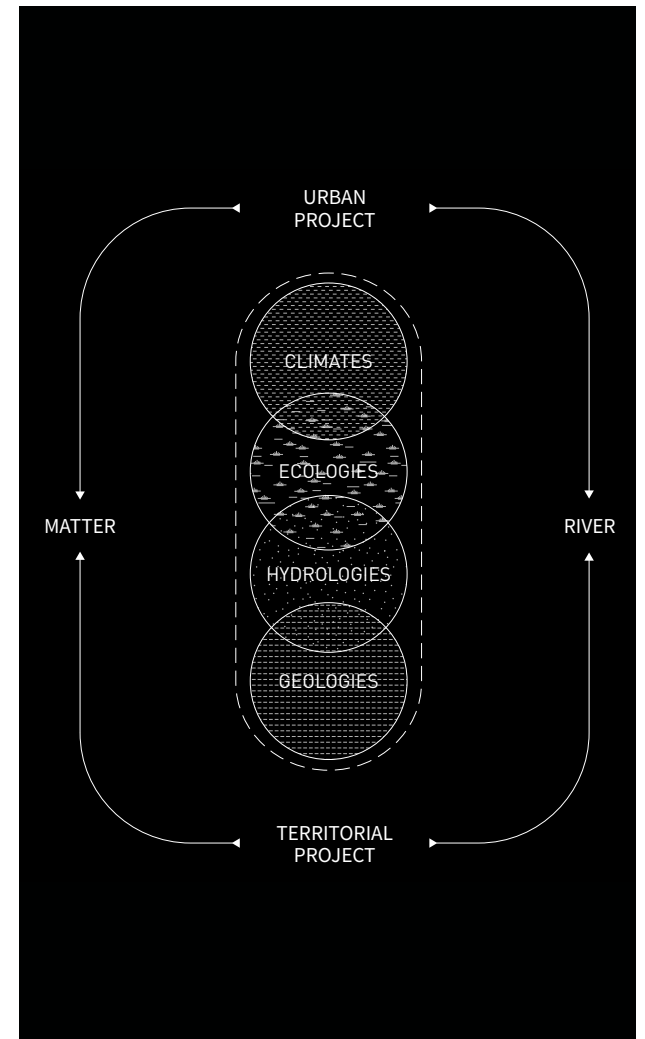 URBAN
PROJECT
CLIMATES
ECOLOGIES
MATTER
RIVER
HYDROLOGIES
GEOLOGIES
TERRITORIAL
PROJECT